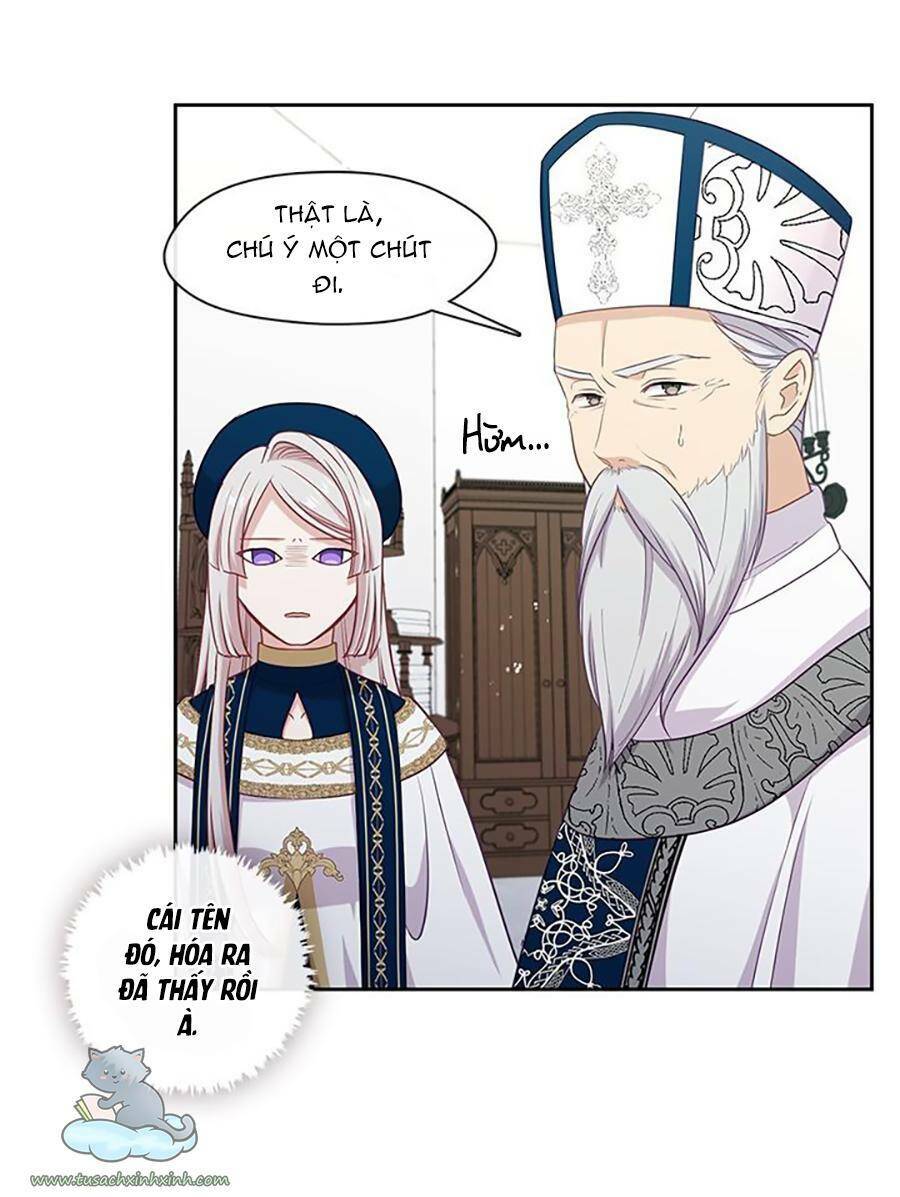 THẬT LÀ,
CHÚ Ý MỘT CHÚT
ĐI.
Hừm...
CÁI TÊN
ĐÓ, HÓA RA
ĐÃ THẤY RỒI
À.
www.tusachxinhxinh.com